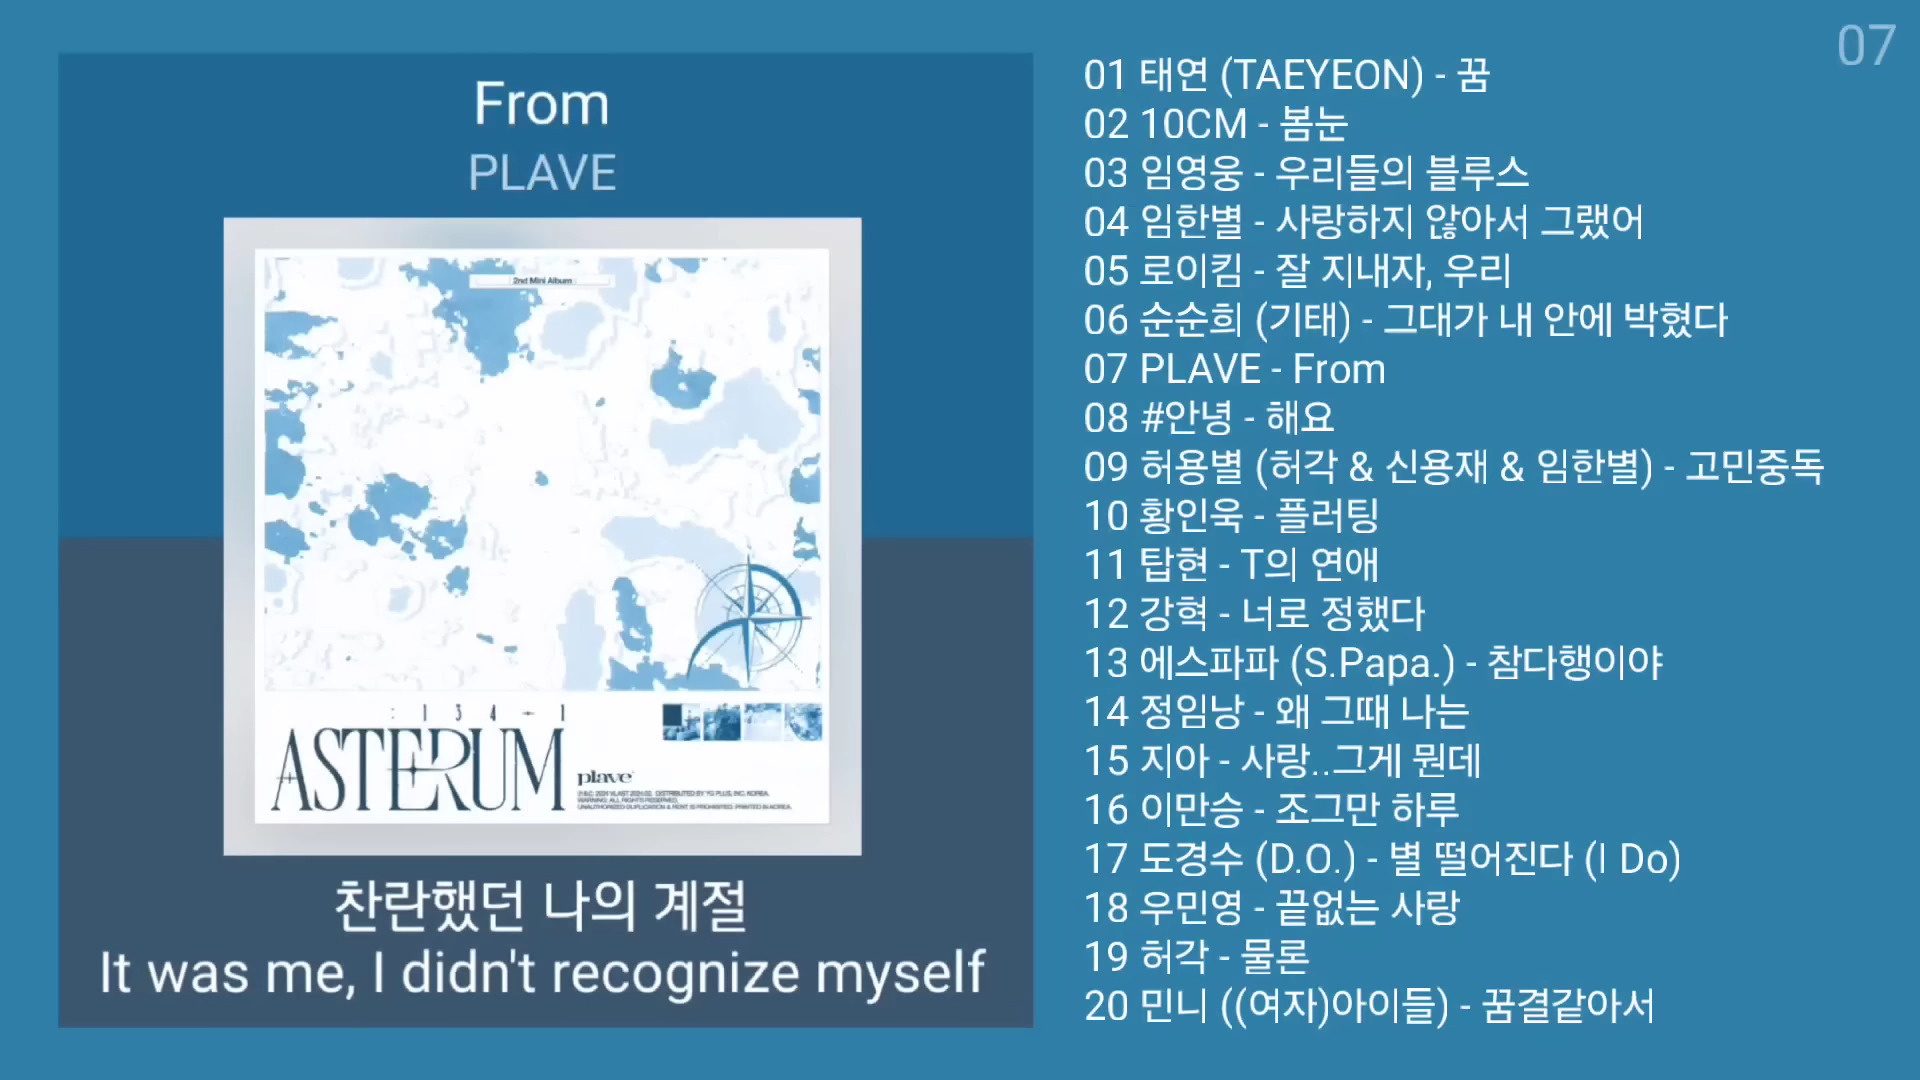 07
From
PLAVE
2nd Mini Album
: 1 3 4 - 1
ASTERUM
plave
찬란했던 나의 계절
It was me, I didn't recognize myself
01 태연 (TAEYEON) - 꿈
02 10CM - 봄눈
03 임영웅 - 우리들의 블루스
04 임한별 - 사랑하지 않아서 그랬어
05 로이킴 - 잘 지내자, 우리
06 순순희 (기태) - 그대가 내 안에 박혔다
07 PLAVE - From
08 #안녕 - 해요
09 허용별 (허각 & 신용재 & 임한별) - 고민중독
10 황인욱 - 플러팅
11 탑현 - T의 연애
12 강혁 - 너로 정했다
13 에스파파 (S.Papa.) - 참다행이야
14 정임낭 - 왜 그때 나는
15 지아 - 사랑..그게 뭔데
16 이만승 - 조그만 하루
17 도경수 (D.O.) - 별 떨어진다 (I Do)
18 우민영 - 끝없는 사랑
19 허각 - 물론
20 민니 ((여자)아이들) - 꿈결같아서